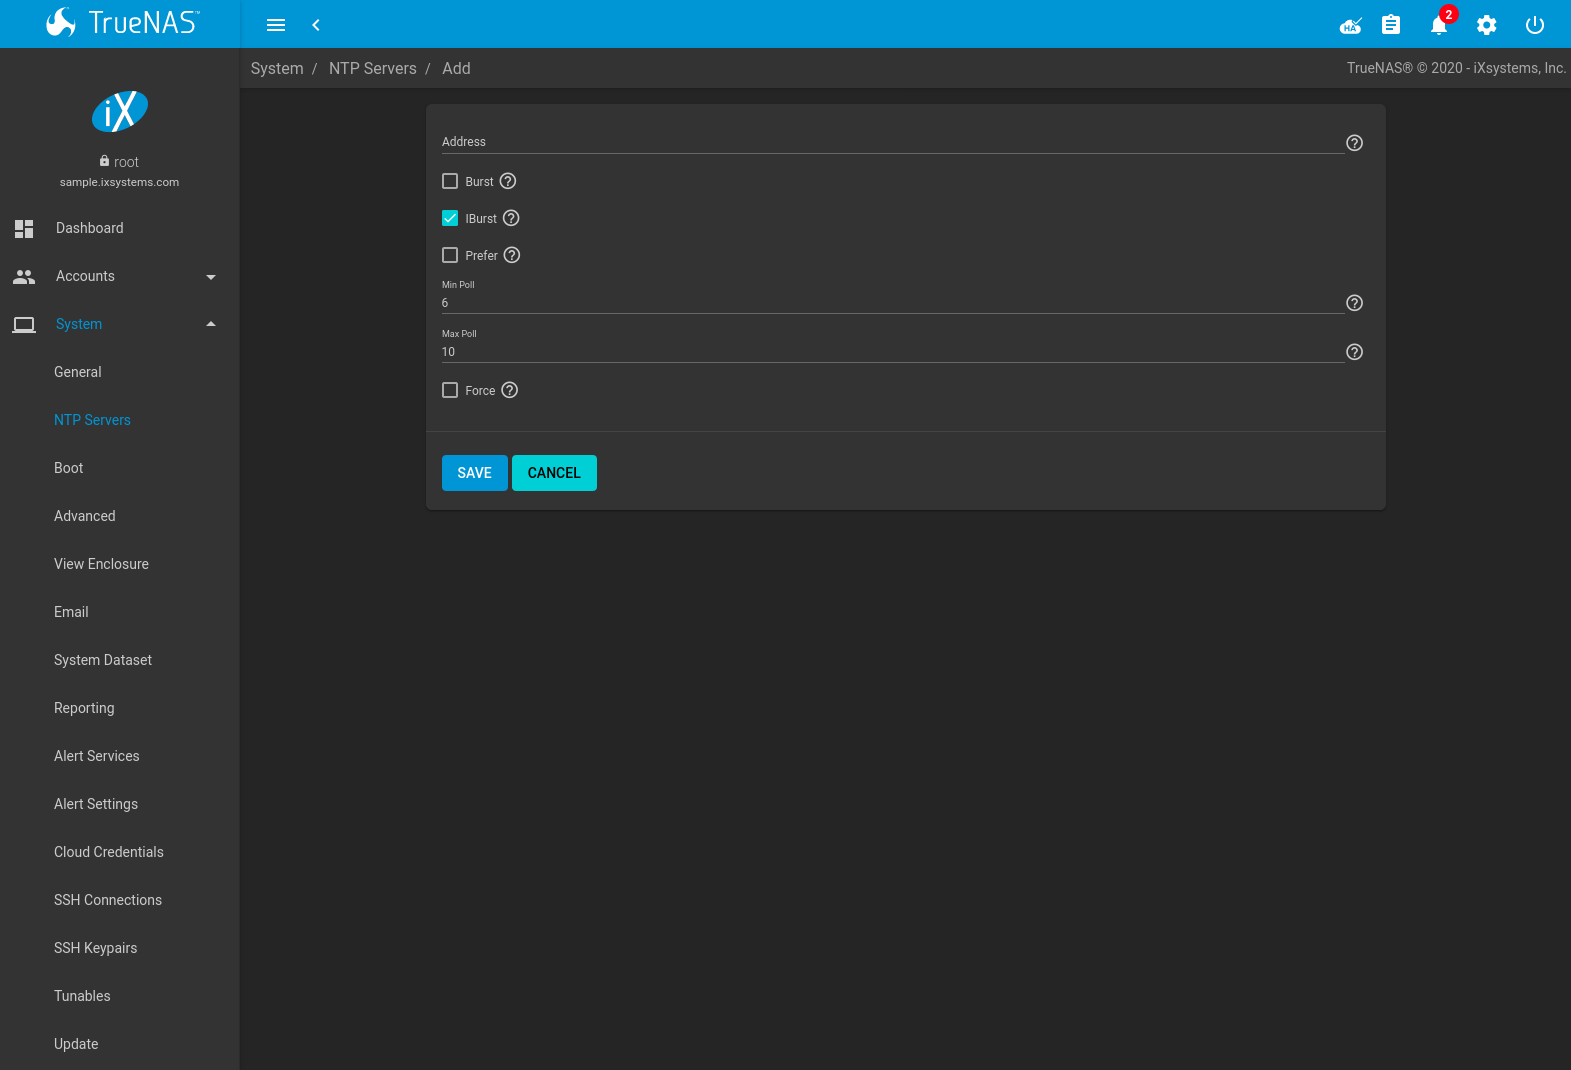 TrueNAS™
HA
2
System / NTP Servers / Add
TrueNAS® © 2020 - iXsystems, Inc.
iX
root
sample.ixsystems.com
Dashboard
Accounts
System
General
NTP Servers
Boot
Advanced
View Enclosure
Email
System Dataset
Reporting
Alert Services
Alert Settings
Cloud Credentials
SSH Connections
SSH Keypairs
Tunables
Update
Address
Burst
IBurst
Prefer
Min Poll
6
Max Poll
10
Force
SAVE CANCEL